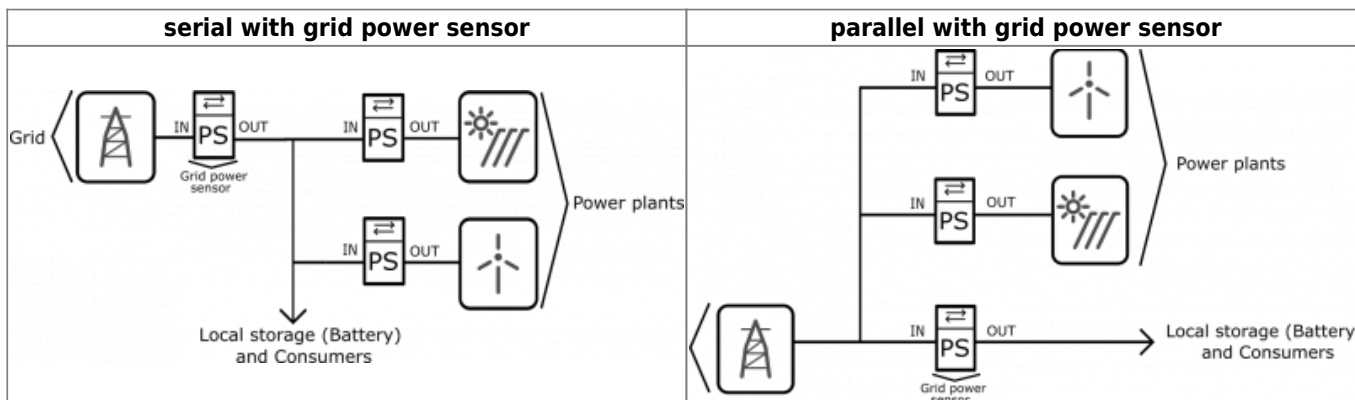 serial with grid power sensor
parallel with grid power sensor
Grid
IN
PS
OUT
Grid power
sensor
IN
PS
OUT
IN
PS
OUT
Power plants
Local storage (Battery)
and Consumers
IN
PS
OUT
IN
PS
OUT
Power plants
IN
PS
OUT
Grid power
sensor
Local storage (Battery
and Consumers